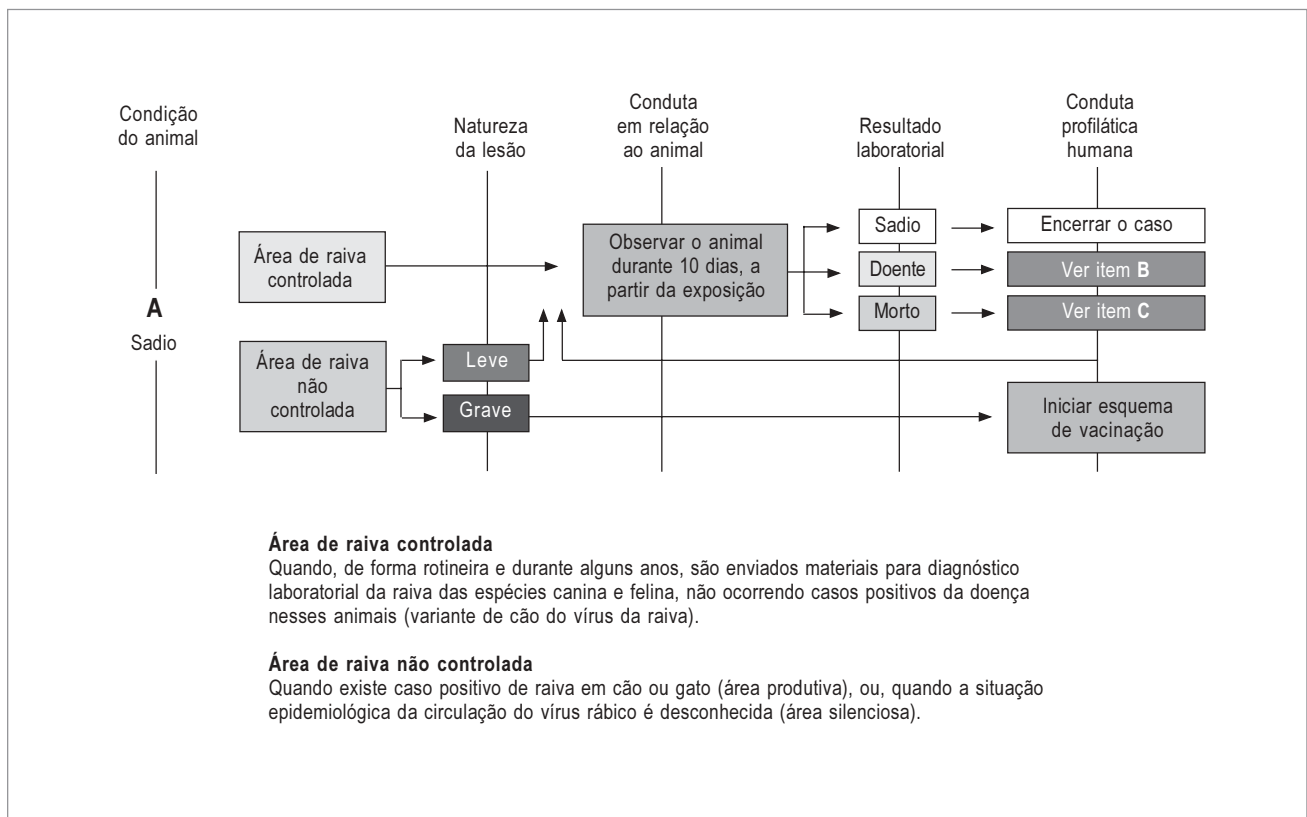 Condição
do animal
Natureza
da lesão
Conduta
em relação
ao animal
Resultado
laboratorial
Conduta
profilática
humana
A
Sadio
Área de raiva
controlada
Área de raiva
não
controlada
Leve
Grave
Observar o animal
durante 10 dias, a
partir da exposição
Sadio
Doente
Morto
Encerrar o caso
Ver item B
Ver item C
Iniciar esquema
de vacinação
Área de raiva controlada
Quando, de forma rotineira e durante alguns anos, são enviados materiais para diagnóstico
laboratorial da raiva das espécies canina e felina, não ocorrendo casos positivos da doença
nesses animais (variante de cão do vírus da raiva).
Área de raiva não controlada
Quando existe caso positivo de raiva em cão ou gato (área produtiva), ou, quando a situação
epidemiológica da circulação do vírus rábico é desconhecida (área silenciosa).